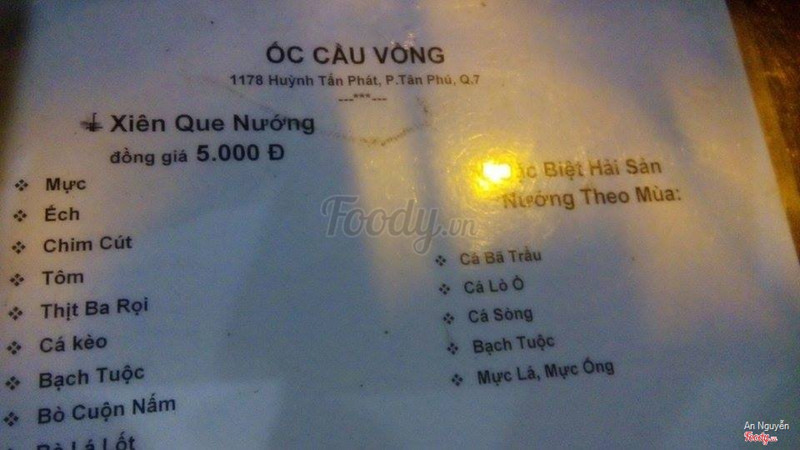 ỐC CẦU VỒNG
1178 Huỳnh Tấn Phát, P.Tân Phú, Q.7
---***---
Xiên Que Nướng
đồng giá 5.000 Đ
Mực
Ếch
Chim Cút
Tôm
Thịt Ba Rọi
Cá kèo
Bạch Tuộc
Bò Cuộn Nấm
Bò Lá Lốt
Biệt Hải Sản
Nướng Theo Mùa:
Cá Bã Trầu
Cá Lò Ó
Cá Sòng
Bạch Tuộc
Mực Lá, Mực Ống
Foody.vn
An Nguyễn
Foody.vn